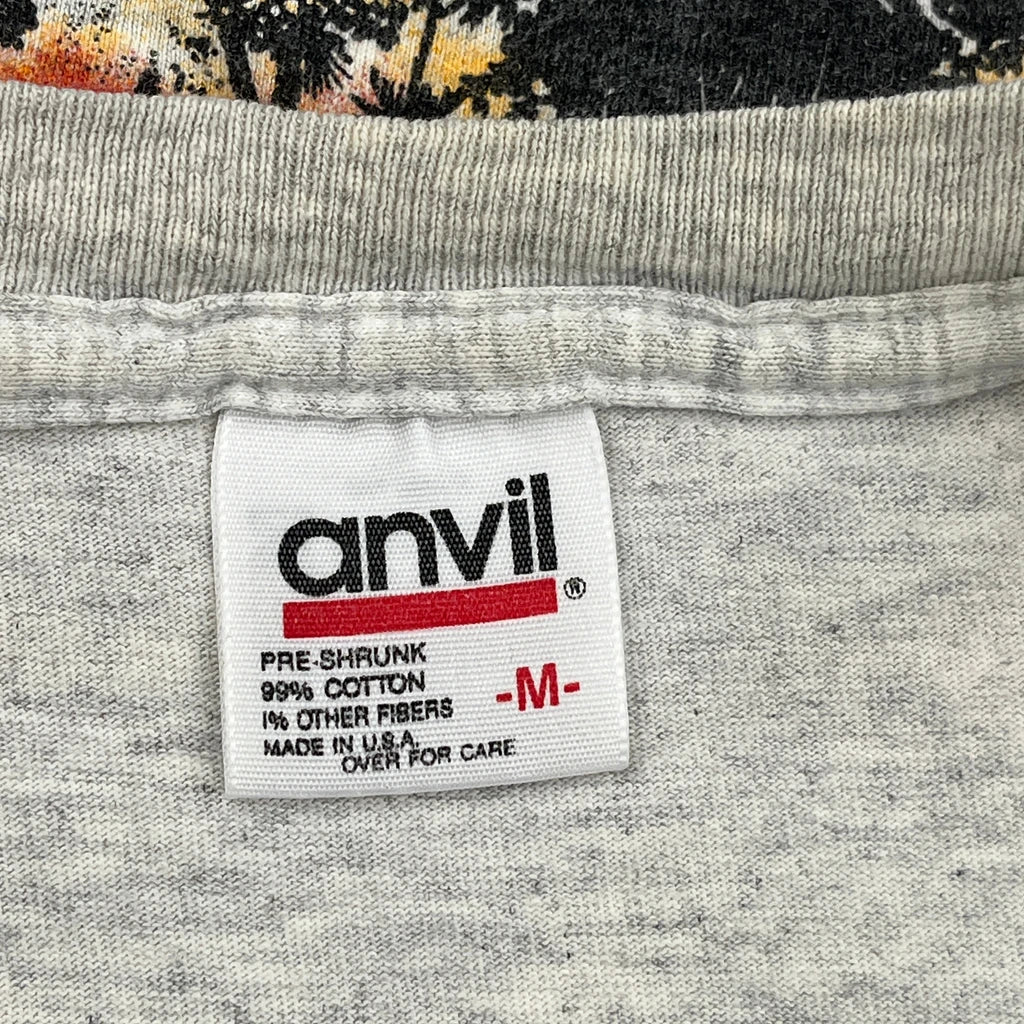 anvil®
PRE-SHRUNK
99% COTTON
1% OTHER FIBERS
-M-
MADE IN U.S.A.
OVER FOR CARE